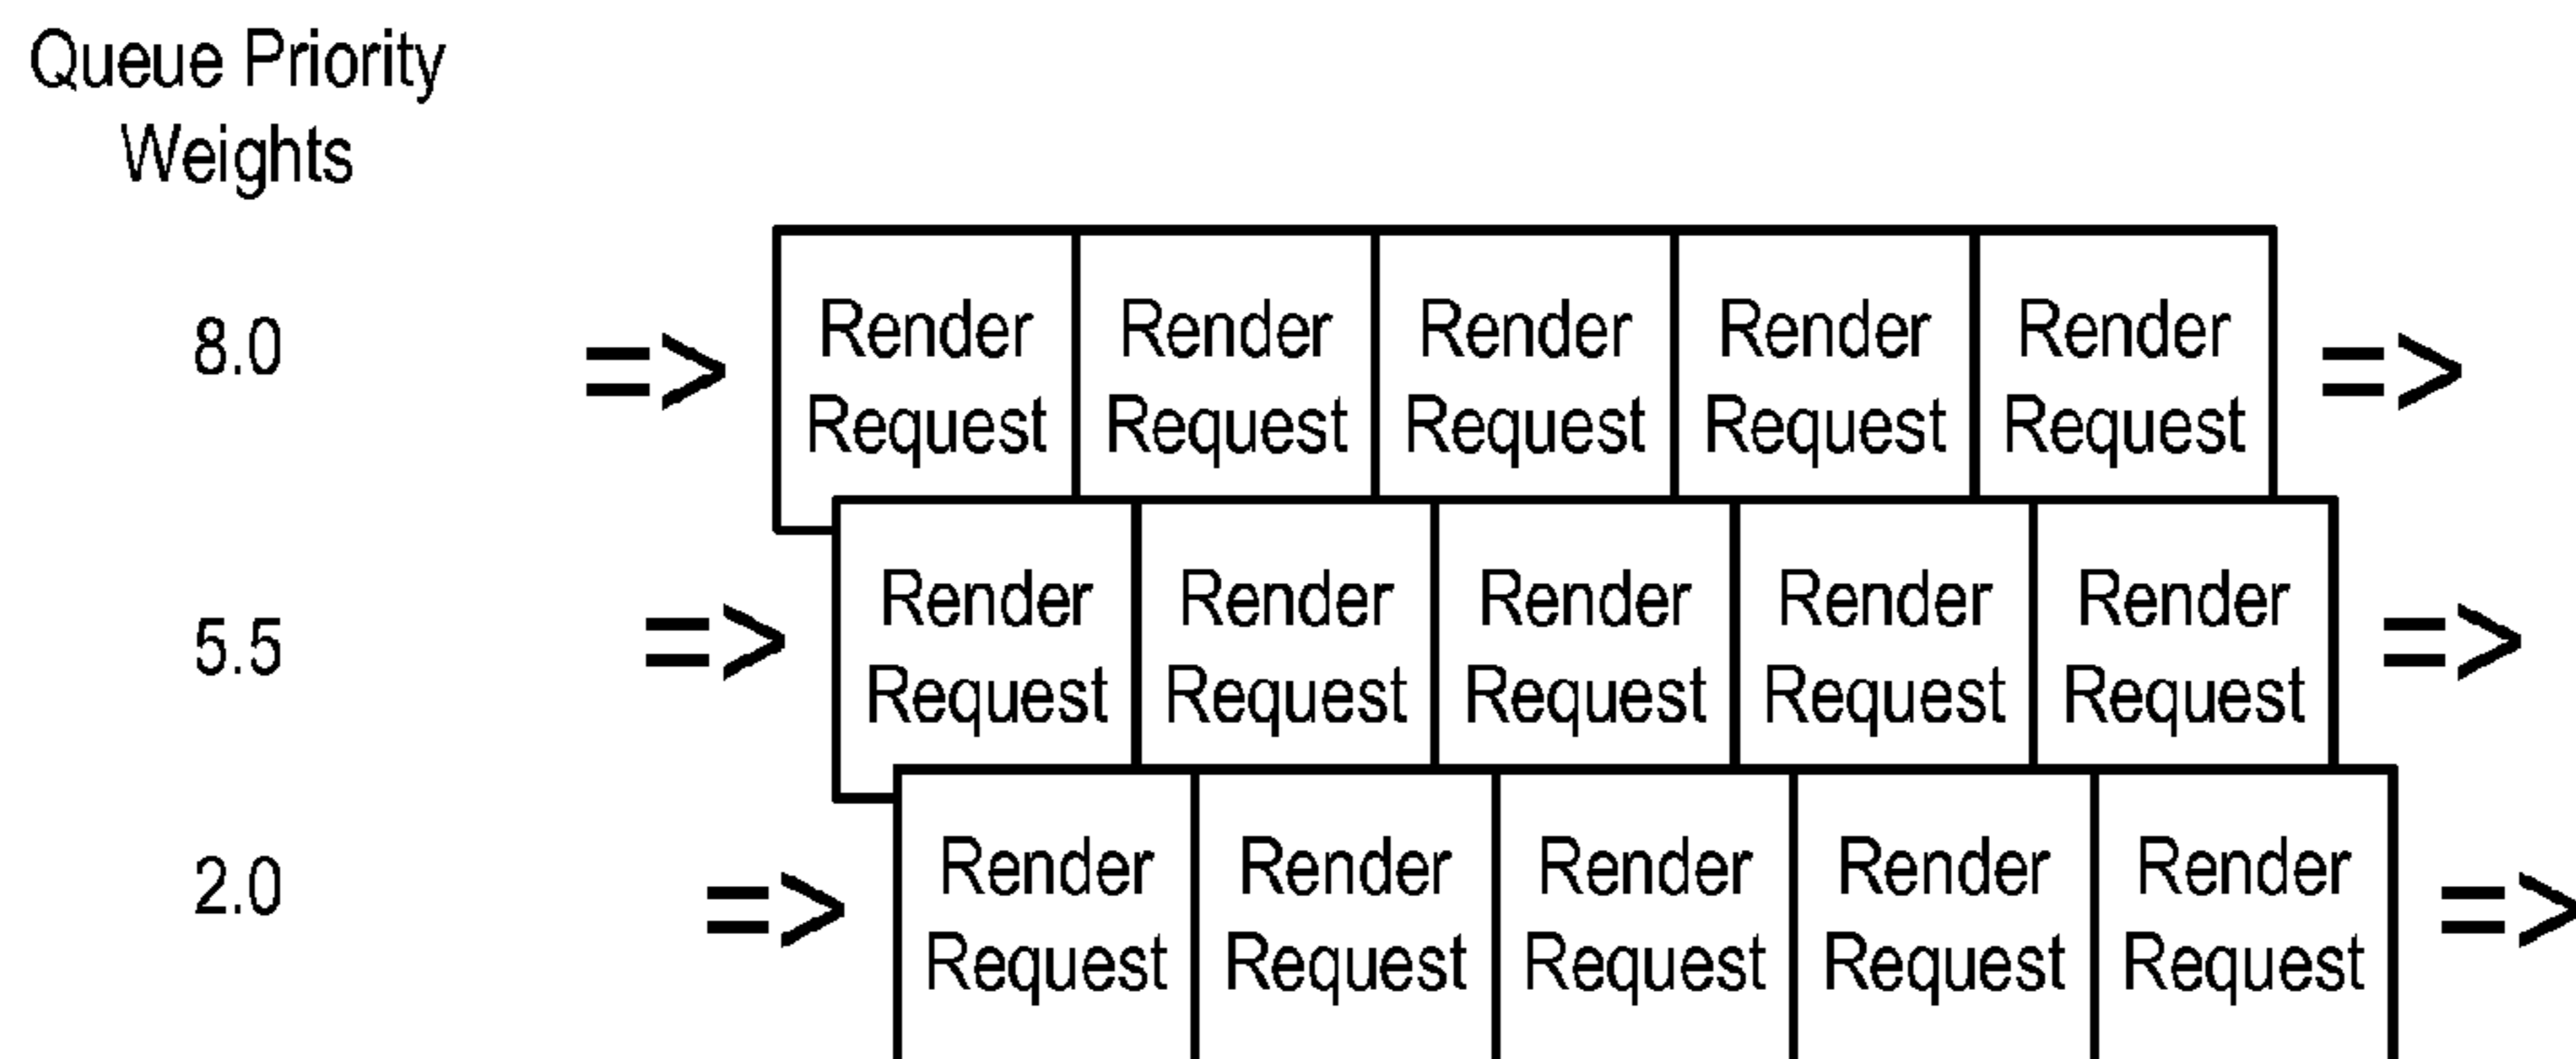 Queue Priority
Weights
8.0
=>
Render Render Render Render Render
Request Request Request Request Request
=>
5.5
=>
Render Render Render Render Render
Request Request Request Request Request
=>
2.0
=>
Render Render Render Render Render
Request Request Request Request Request
=>